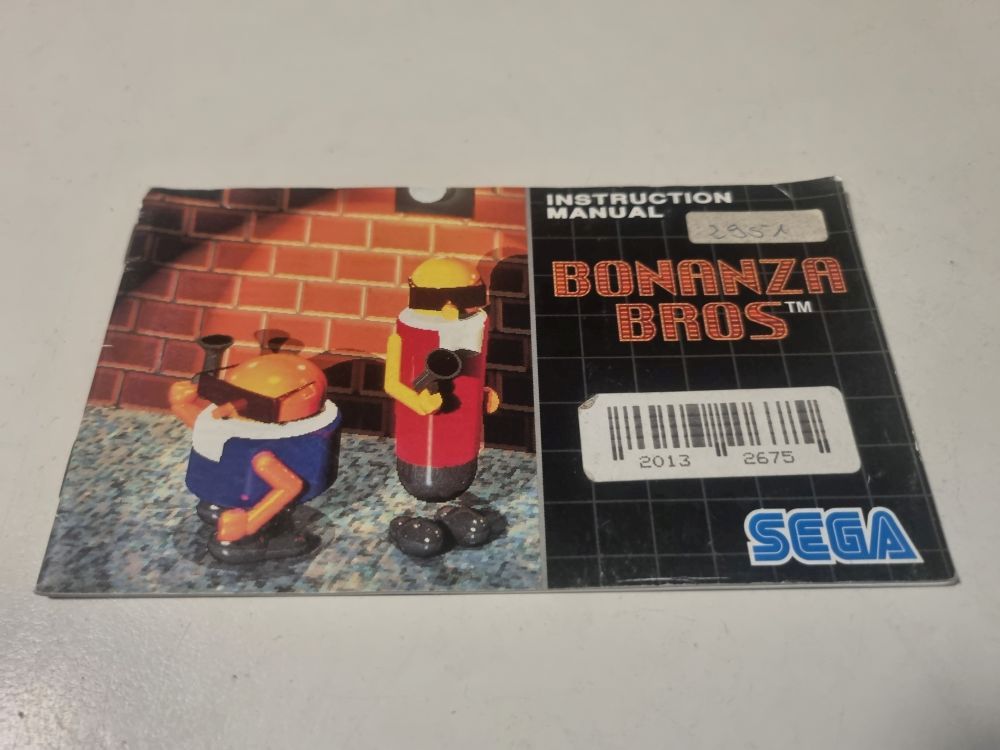 INSTRUCTION
MANUAL
2951
BONANZA
BROS™
2013 2675
SEGA